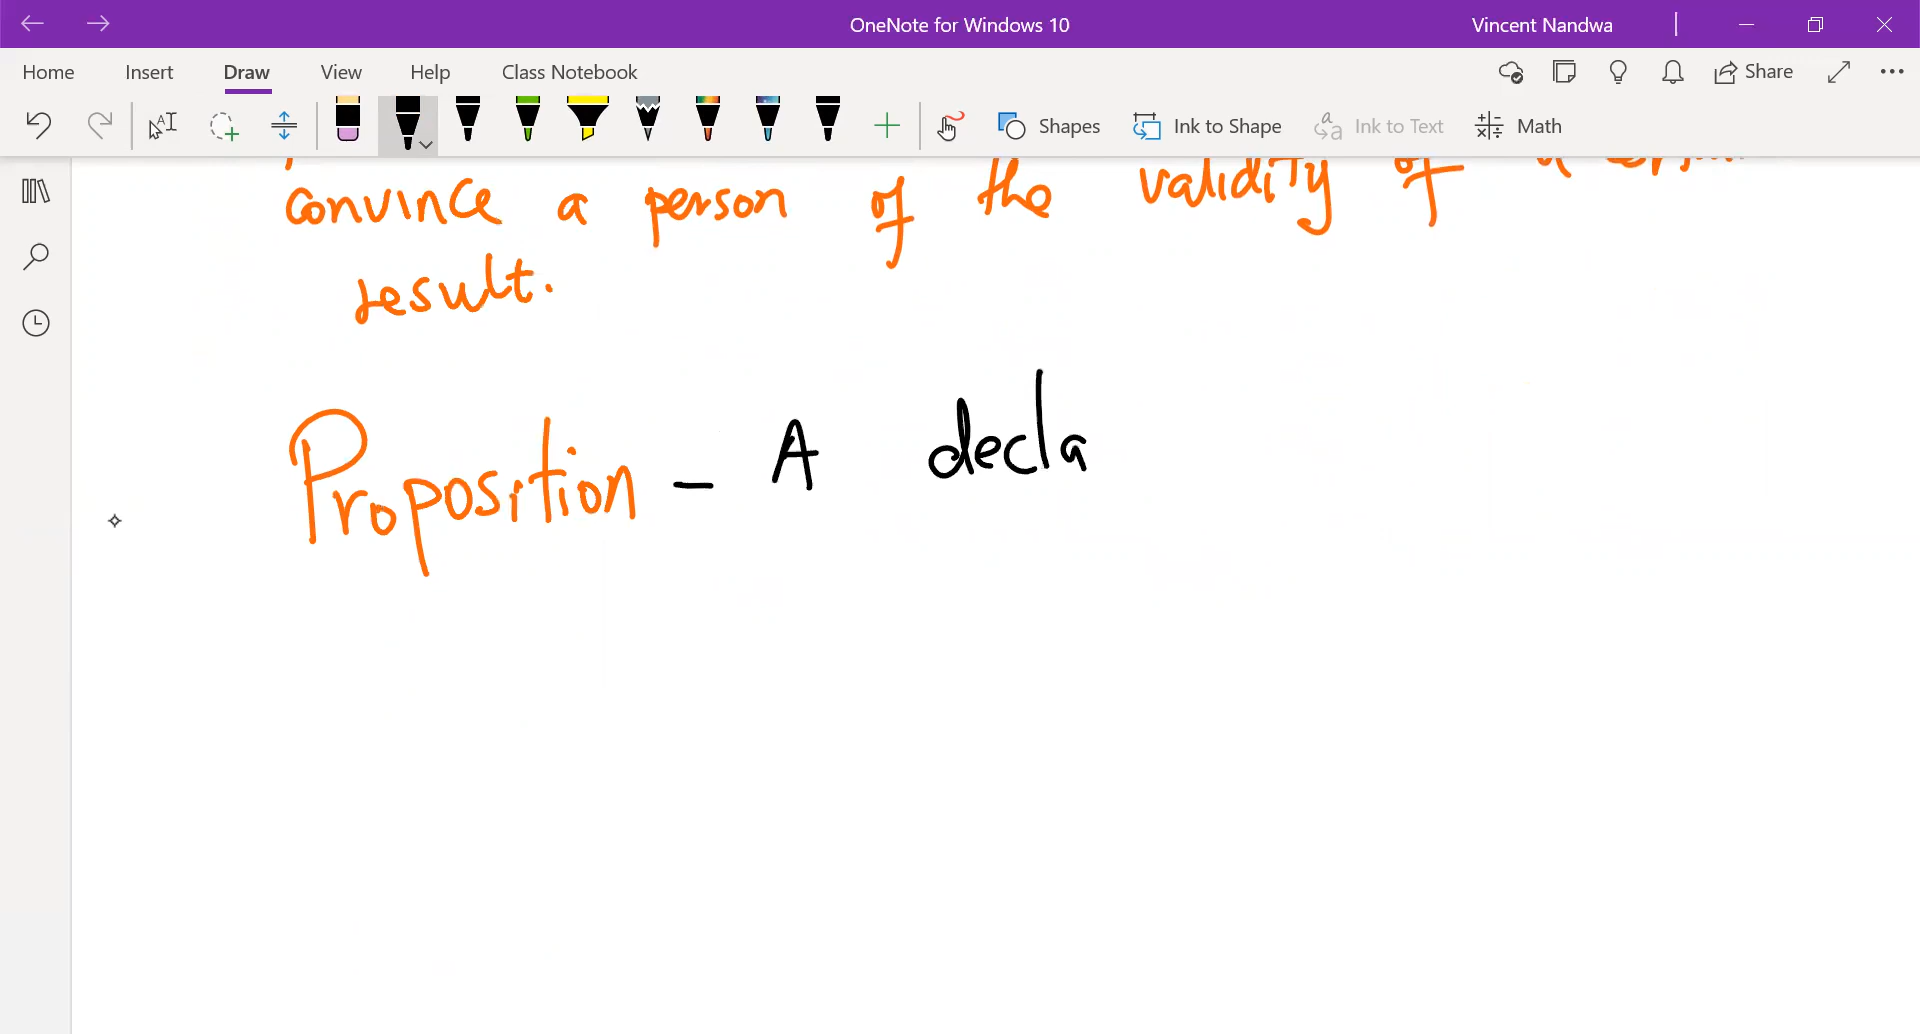 OneNote for Windows 10 Vincent Nandwa
Home Insert Draw View Help Class Notebook Share
Shapes Ink to Shape Ink to Text Math
convince a person of the validity of a
result.
Proposition - A decla